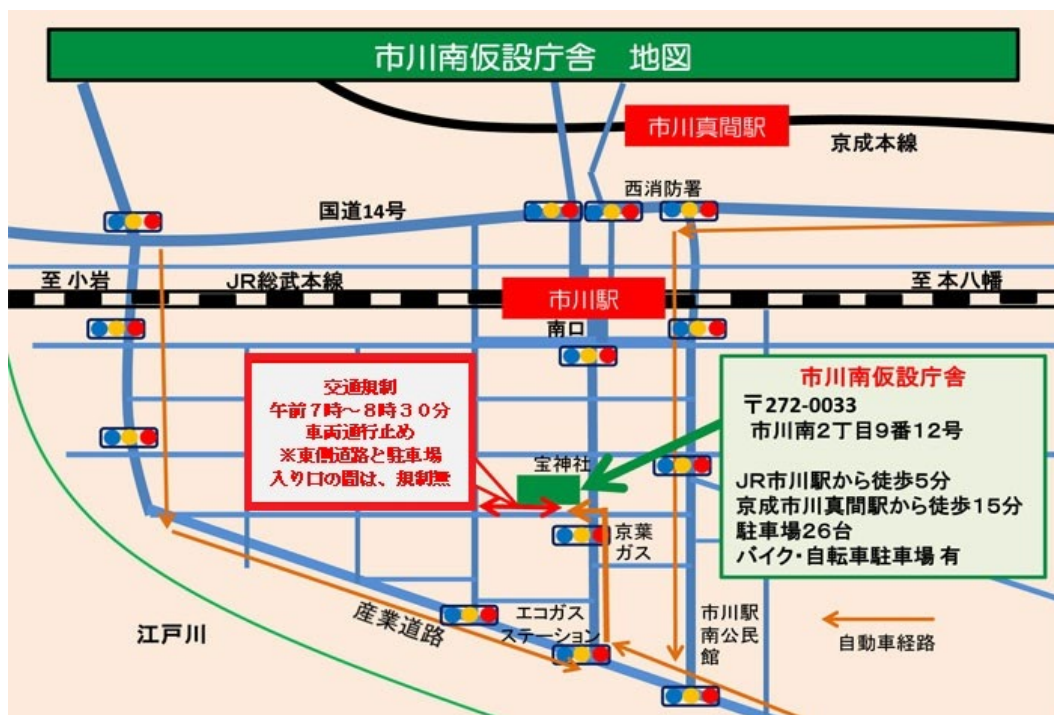 市川南仮設庁舎　地図
市川真間駅
京成本線
西消防署
国道14号
至 小岩
JR総武本線
市川駅
至 本八幡
南口
交通規制
午前7時～8時30分
車両通行止め
※東側道路と駐車場
入り口の間は、規制無
市川南仮設庁舎
〒272-0033
市川南2丁目9番12号
JR市川駅から徒歩5分
京成市川真間駅から徒歩15分
駐車場26台
バイク・自転車駐車場 有
宝神社
京葉
ガス
エコガス
ステーション
産業道路
江戸川
市川駅
南公民
館
自動車経路